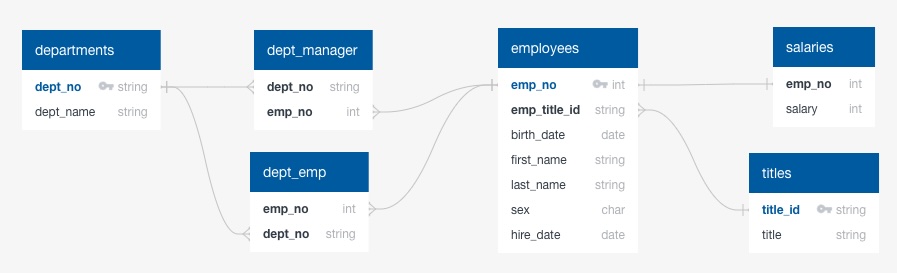 departments
dept_no string
dept_name string
dept_manager
dept_no string
emp_no int
dept_emp
emp_no int
dept_no string
employees
emp_no int
emp_title_id string
birth_date date
first_name string
last_name string
sex char
hire_date date
salaries
emp_no int
salary int
titles
title_id string
title string